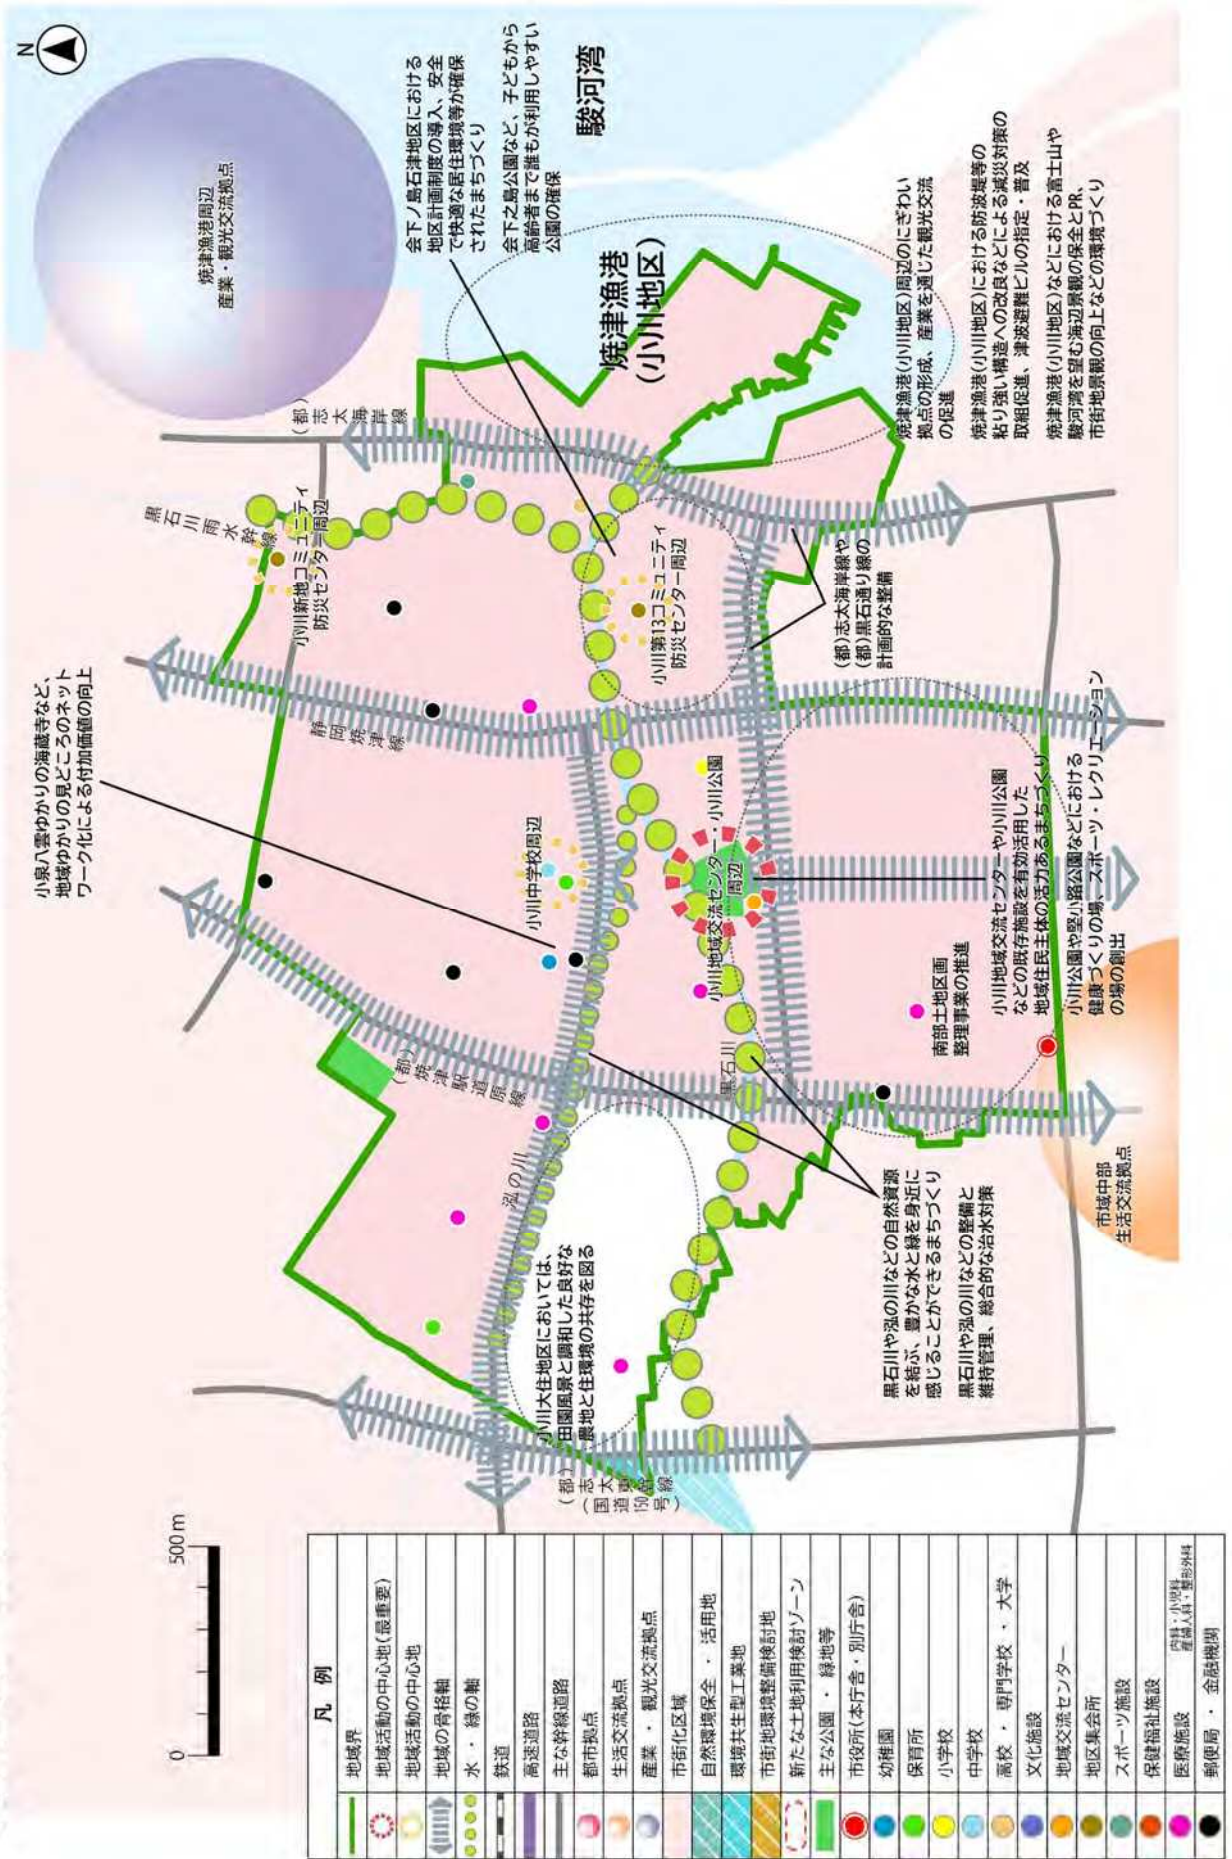 N
焼津漁港周辺
産業・観光交流拠点
駿河湾
会下ノ島石津地区における
地区計画制度の導入、安全
で快適な居住環境等が確保
されたまちづくり
会下之島公園など、子どもから
高齢者まで誰もが利用しやすい
公園の確保
焼津漁港
(小川地区)
焼津漁港(小川地区)周辺のにぎわい
拠点の形成、産業を通じた観光交流
の促進
焼津漁港(小川地区)における防波堤等の
粘り強い構造への改良などによる減災対策の
取組促進、津波避難ビルの指定・普及
焼津漁港(小川地区)などにおける富士山や
駿河湾を望む海辺景観の保全とPR、
市街地景観の向上などの環境づくり
(都)志太海岸線
黒石川雨水幹線
小川新地コミュニティ
防災センター周辺
小川第13コミュニティ
防災センター周辺
(都)志太海岸線や
(都)黒石通り線の
計画的な整備
小泉八雲ゆかりの海蔵寺など、
地域ゆかりの見どころのネット
ワーク化による付加価値の向上
静岡焼津線
小川中学校周辺
小川地域交流センター・小川公園
周辺
小川地域交流センターや小川公園
などの既存施設を有効活用した
地域住民主体の活力あるまちづくり
小川公園や堅小路公園などにおける
健康づくりの場、スポーツ・レクリエーション
の場の創出
南部土地区画
整理事業の推進
(都)焼津駅道原線
黒石川
泓の川
市域中部
生活交流拠点
黒石川や泓の川などの自然資源
を結ぶ、豊かな水と緑を身近に
感じることができるまちづくり
黒石川や泓の川などの整備と
維持管理、総合的な治水対策
小川大住地区においては、
田園風景と調和した良好な
農地と住環境の共存を図る
(都)志太東幹線
(国道150号)
0
500m
凡 例
地域界
地域活動の中心地(最重要)
地域活動の中心地
地域の骨格軸
水・緑の軸
鉄道
高速道路
主な幹線道路
都市拠点
生活交流拠点
産業・観光交流拠点
市街化区域
自然環境保全・活用地
環境共生型工業地
市街地環境整備検討地
新たな土地利用検討ゾーン
主な公園・緑地等
市役所(本庁舎・別庁舎)
幼稚園
保育所
小学校
中学校
高校・専門学校・大学
文化施設
地域交流センター
地区集会所
スポーツ施設
保健福祉施設
医療施設 内科・小児科
産婦人科・整形外科
郵便局・金融機関